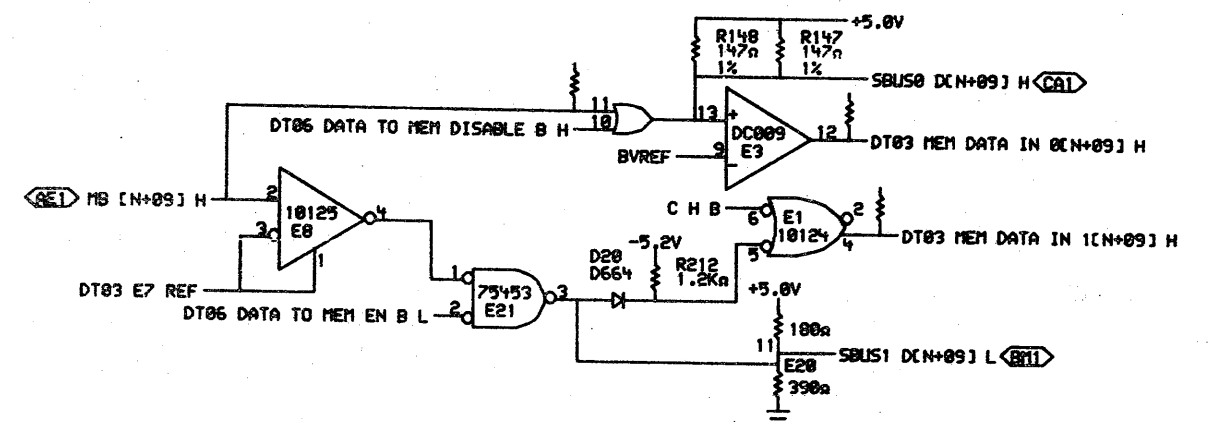 +5.0V
R148
147Ω
1%
R147
147Ω
1%
SBUS0 D[N+09] H CA1
11
10
DT06 DATA TO MEM DISABLE B H
13
+
DC009
E3
12
DT03 MEM DATA IN 0[N+09] H
BVREF
9
-
AE1 MB [N+09] H
2
10125
E8
4
3
1
C H B
6
E1
10124
2
4
5
DT03 MEM DATA IN 1[N+09] H
DT03 E7 REF
D20
D664
-5.2V
R212
1.2KΩ
1
75453
E21
3
2
DT06 DATA TO MEM EN B L
+5.0V
180Ω
11
SBUS1 D[N+09] L BM1
E20
390Ω